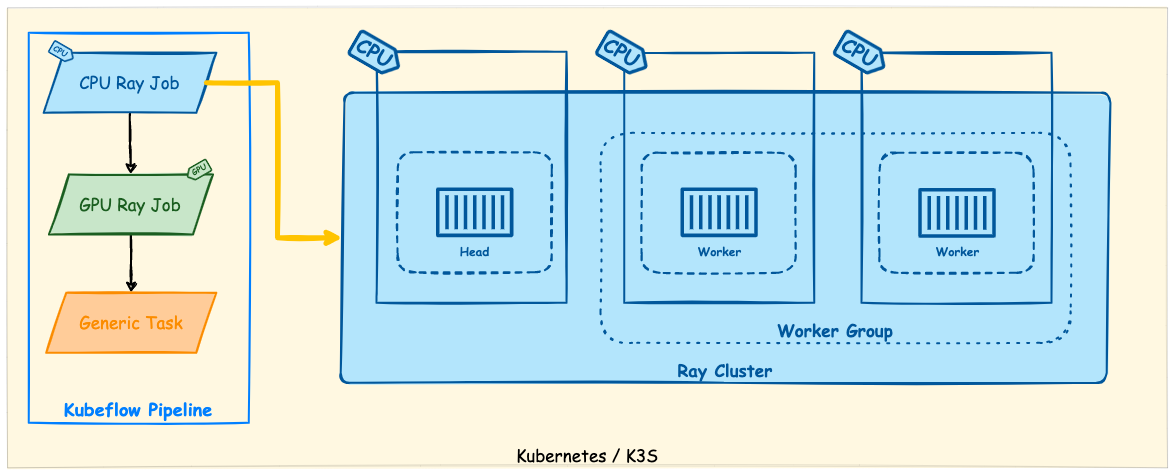 CPU
CPU Ray Job
GPU
GPU Ray Job
Generic Task
Kubeflow Pipeline
CPU
CPU
CPU
Head
Worker
Worker
Worker Group
Ray Cluster
Kubernetes / K3S